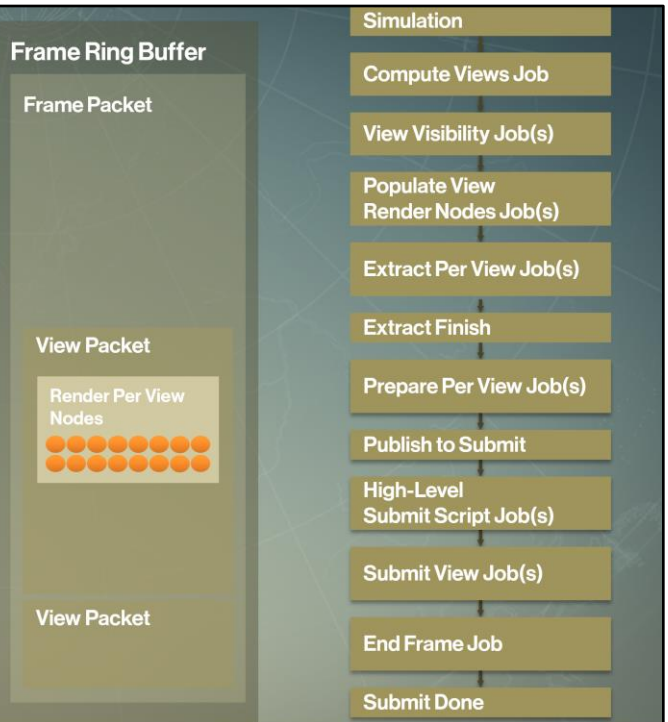 Frame Ring Buffer
Frame Packet
View Packet
Render Per View
Nodes
View Packet
Simulation
Compute Views Job
View Visibility Job(s)
Populate View
Render Nodes Job(s)
Extract Per View Job(s)
Extract Finish
Prepare Per View Job(s)
Publish to Submit
High-Level
Submit Script Job(s)
Submit View Job(s)
End Frame Job
Submit Done